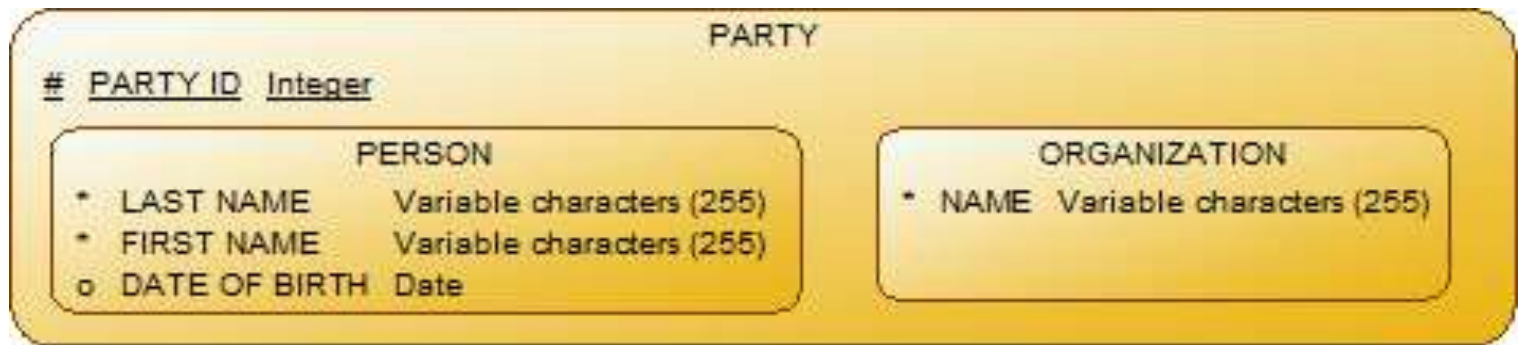 PARTY
# PARTY ID Integer
PERSON
* LAST NAME Variable characters (255)
* FIRST NAME Variable characters (255)
o DATE OF BIRTH Date
ORGANIZATION
* NAME Variable characters (255)